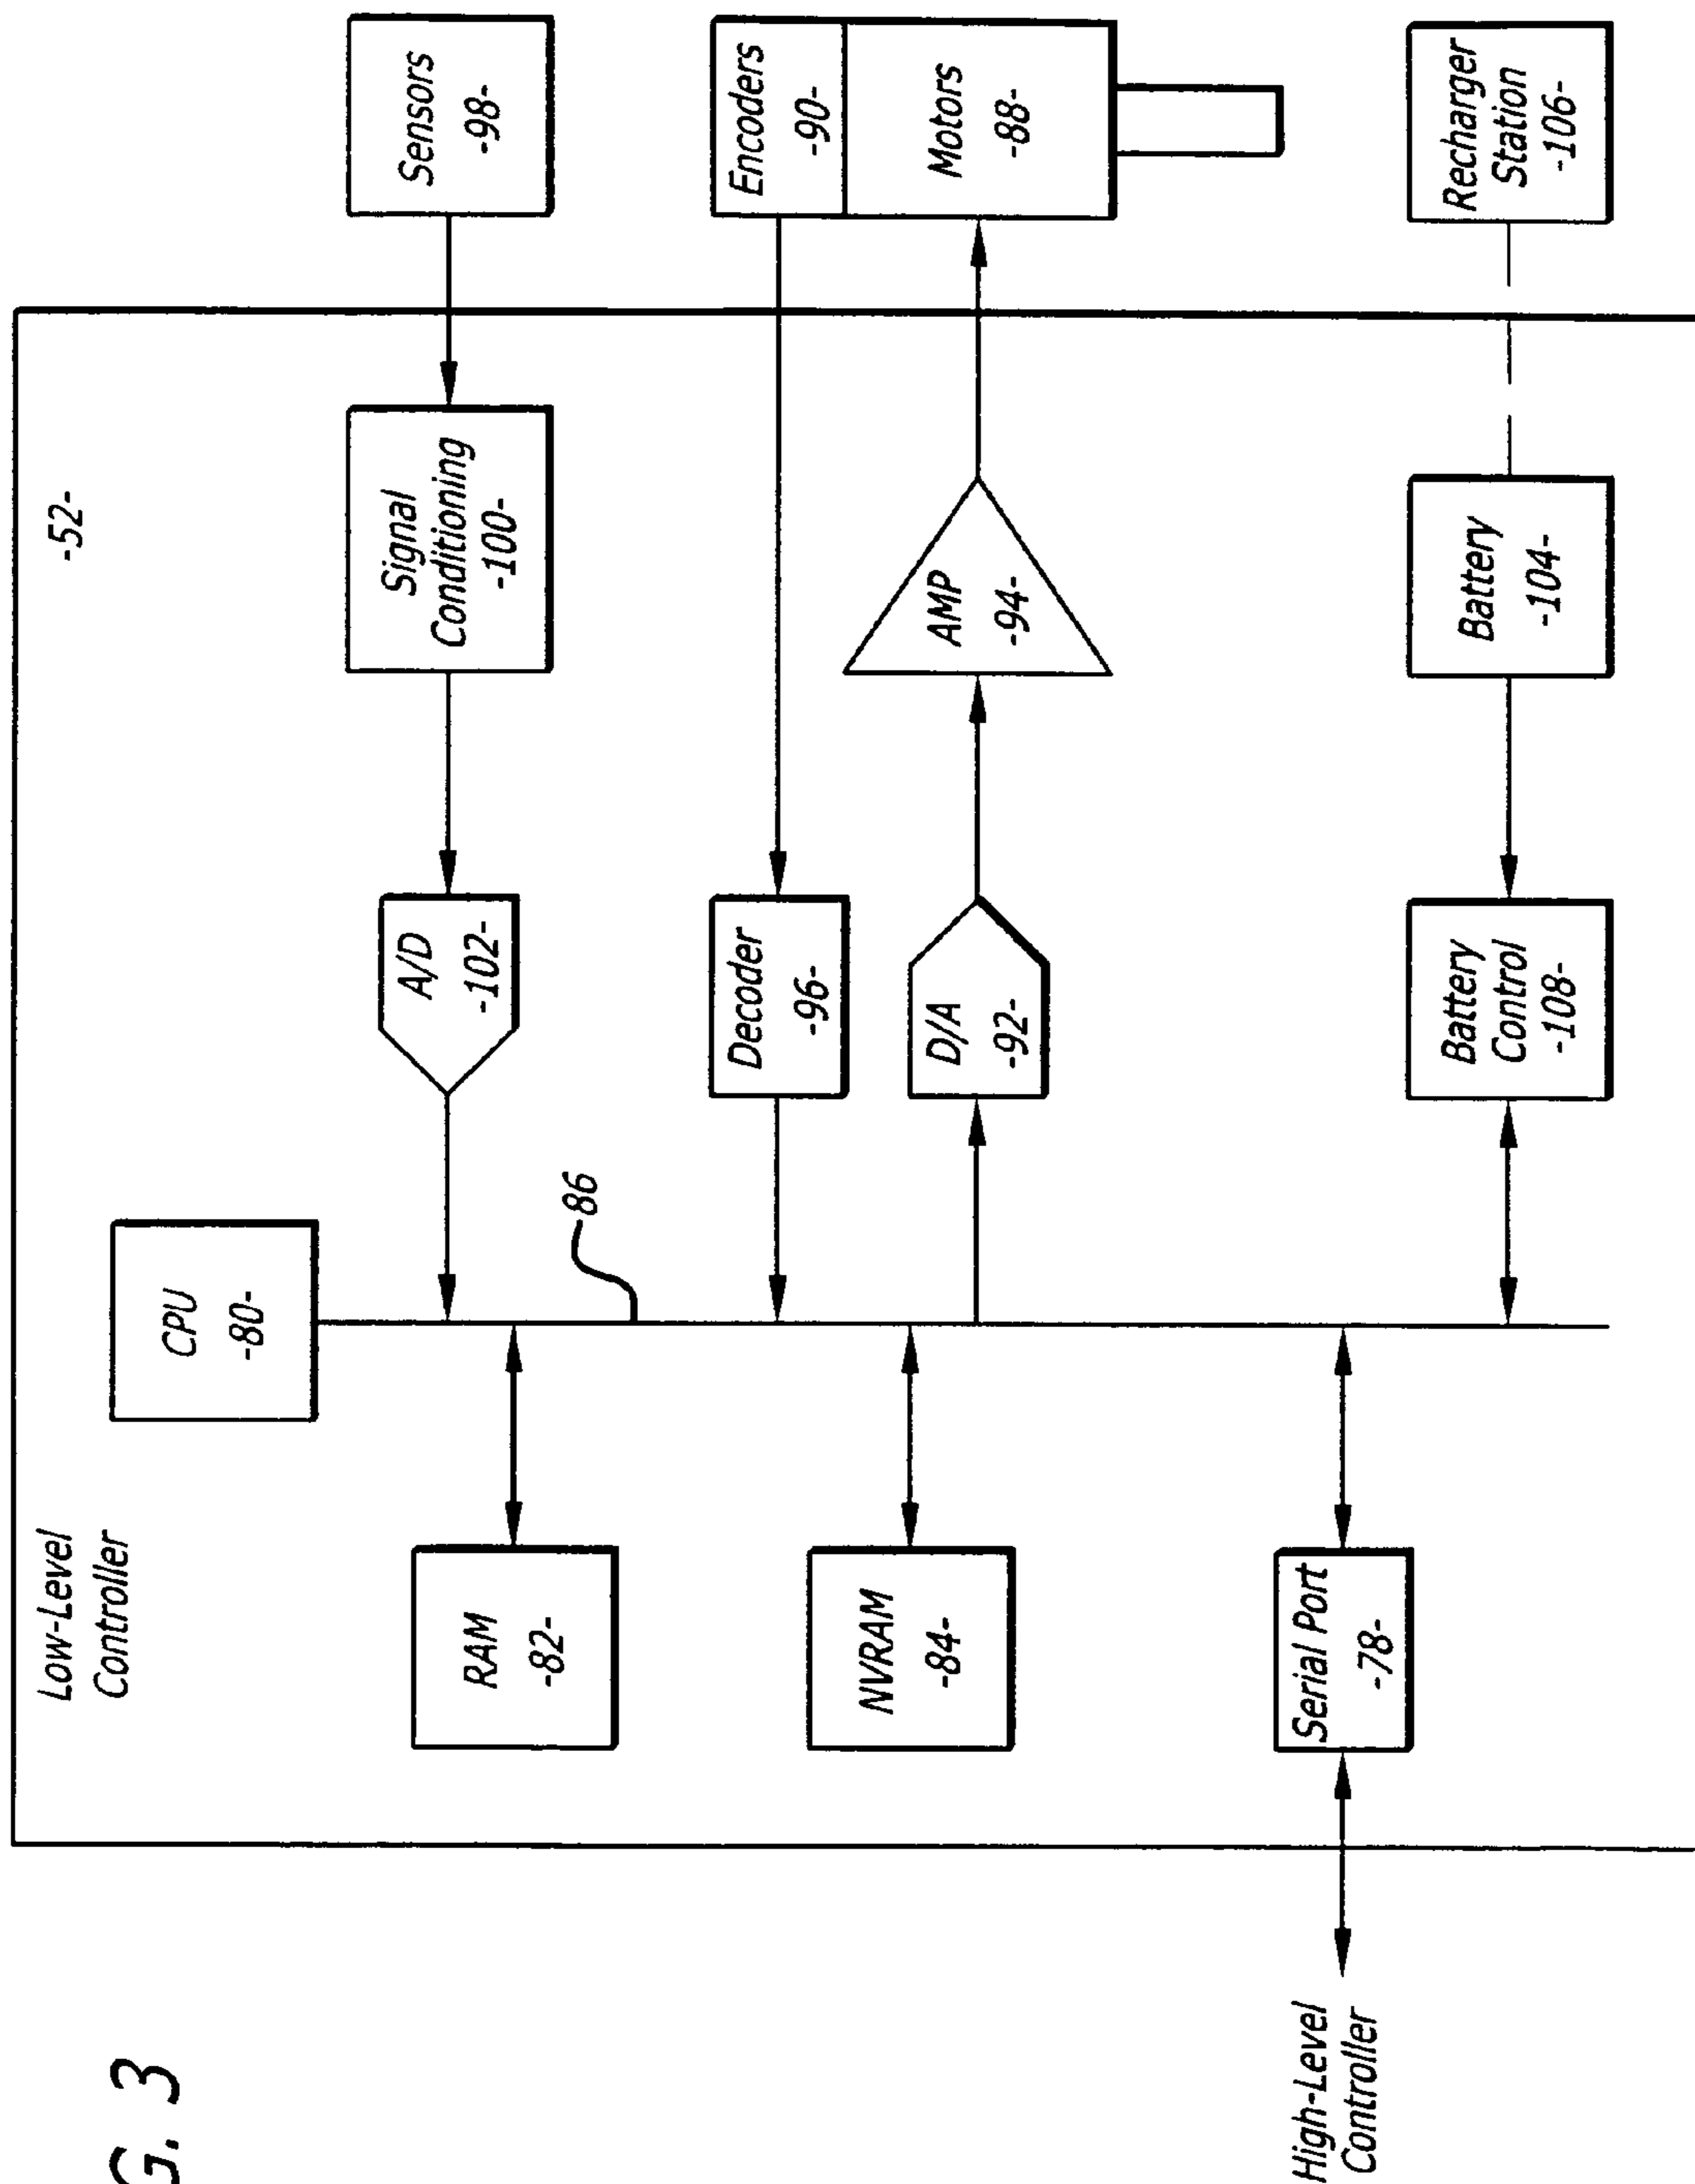 G. 3
Low-Level
Controller
-52-
CPU
-80-
RAM
-82-
A/D
-102-
Signal
Conditioning
-100-
Sensors
-98-
86
Decoder
-96-
Encoders
-90-
NVRAM
-84-
D/A
-92-
AMP
-94-
Motors
-88-
High-Level
Controller
Serial Port
-78-
Battery
Control
-108-
Battery
-104-
Recharger
Station
-106-